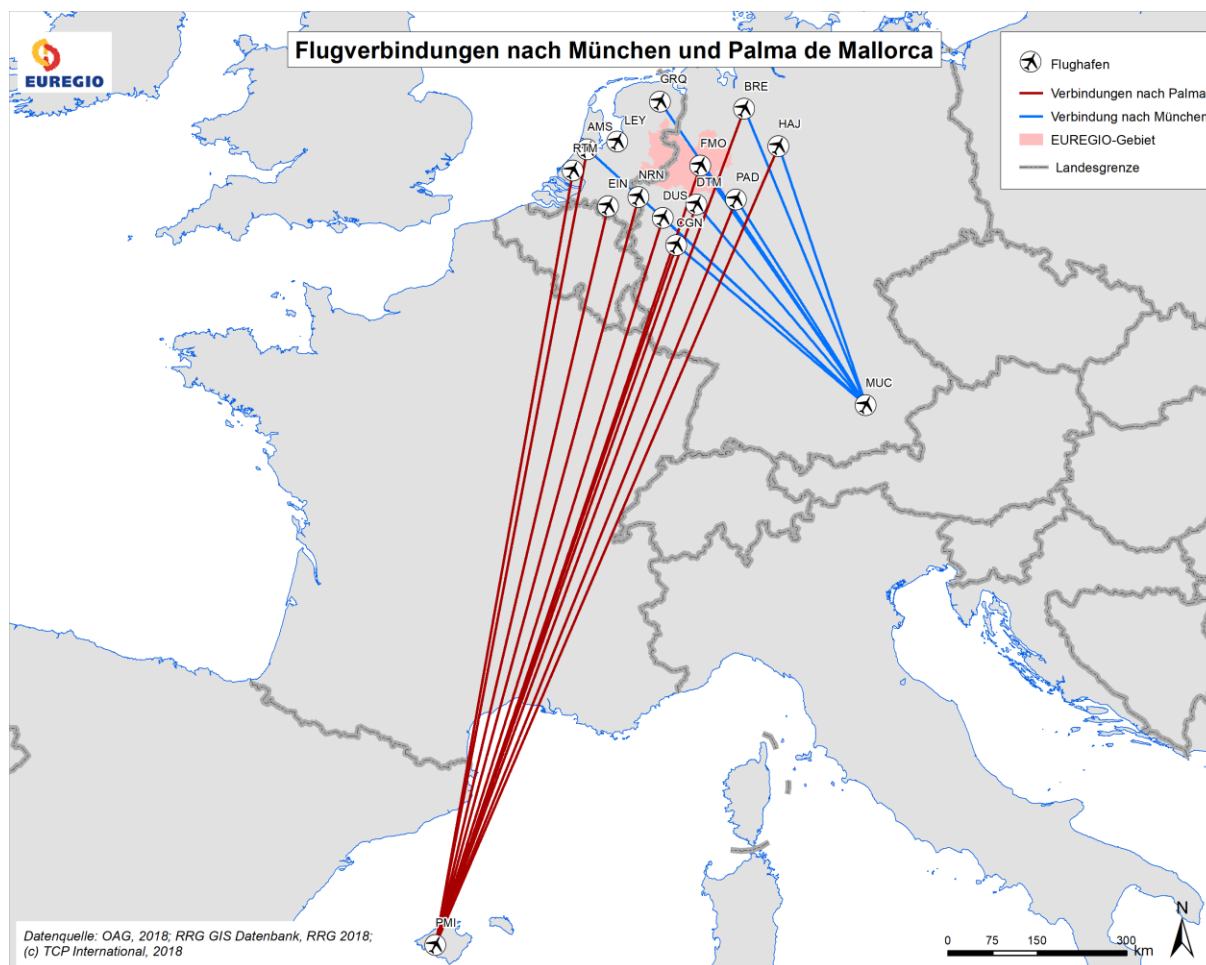 Flugverbindungen nach München und Palma de Mallorca
EUREGIO
Flughafen
Verbindungen nach Palma
Verbindung nach München
EUREGIO-Gebiet
Landesgrenze
GRQ
BRE
LEY
AMS
HAJ
RTM
FMO
EIN
NRN
DTM
PAD
DUS
CGN
MUC
PMI
Datenquelle: OAG, 2018; RRG GIS Datenbank, RRG 2018;
(c) TCP International, 2018
N
0 75 150 300 km